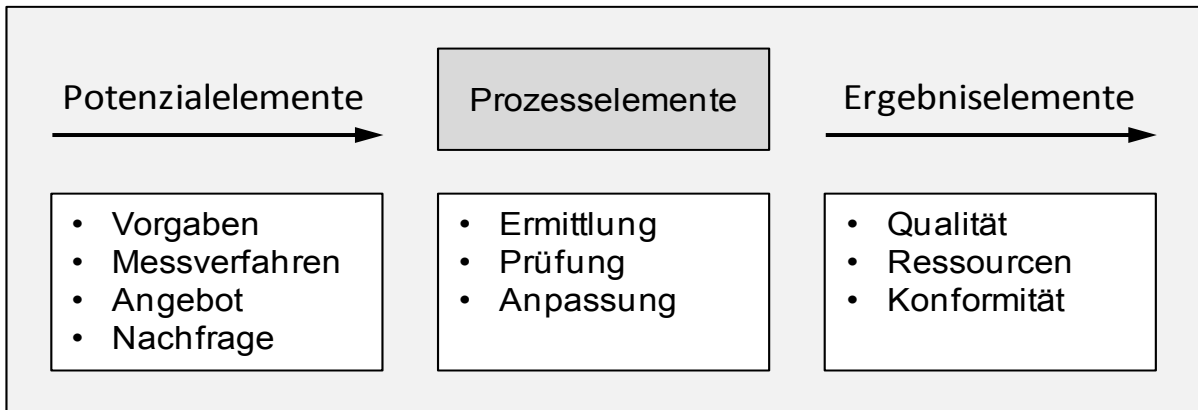 Potenzialelemente
Prozesselemente
Ergebniselemente
• Vorgaben
• Messverfahren
• Angebot
• Nachfrage
• Ermittlung
• Prüfung
• Anpassung
• Qualität
• Ressourcen
• Konformität